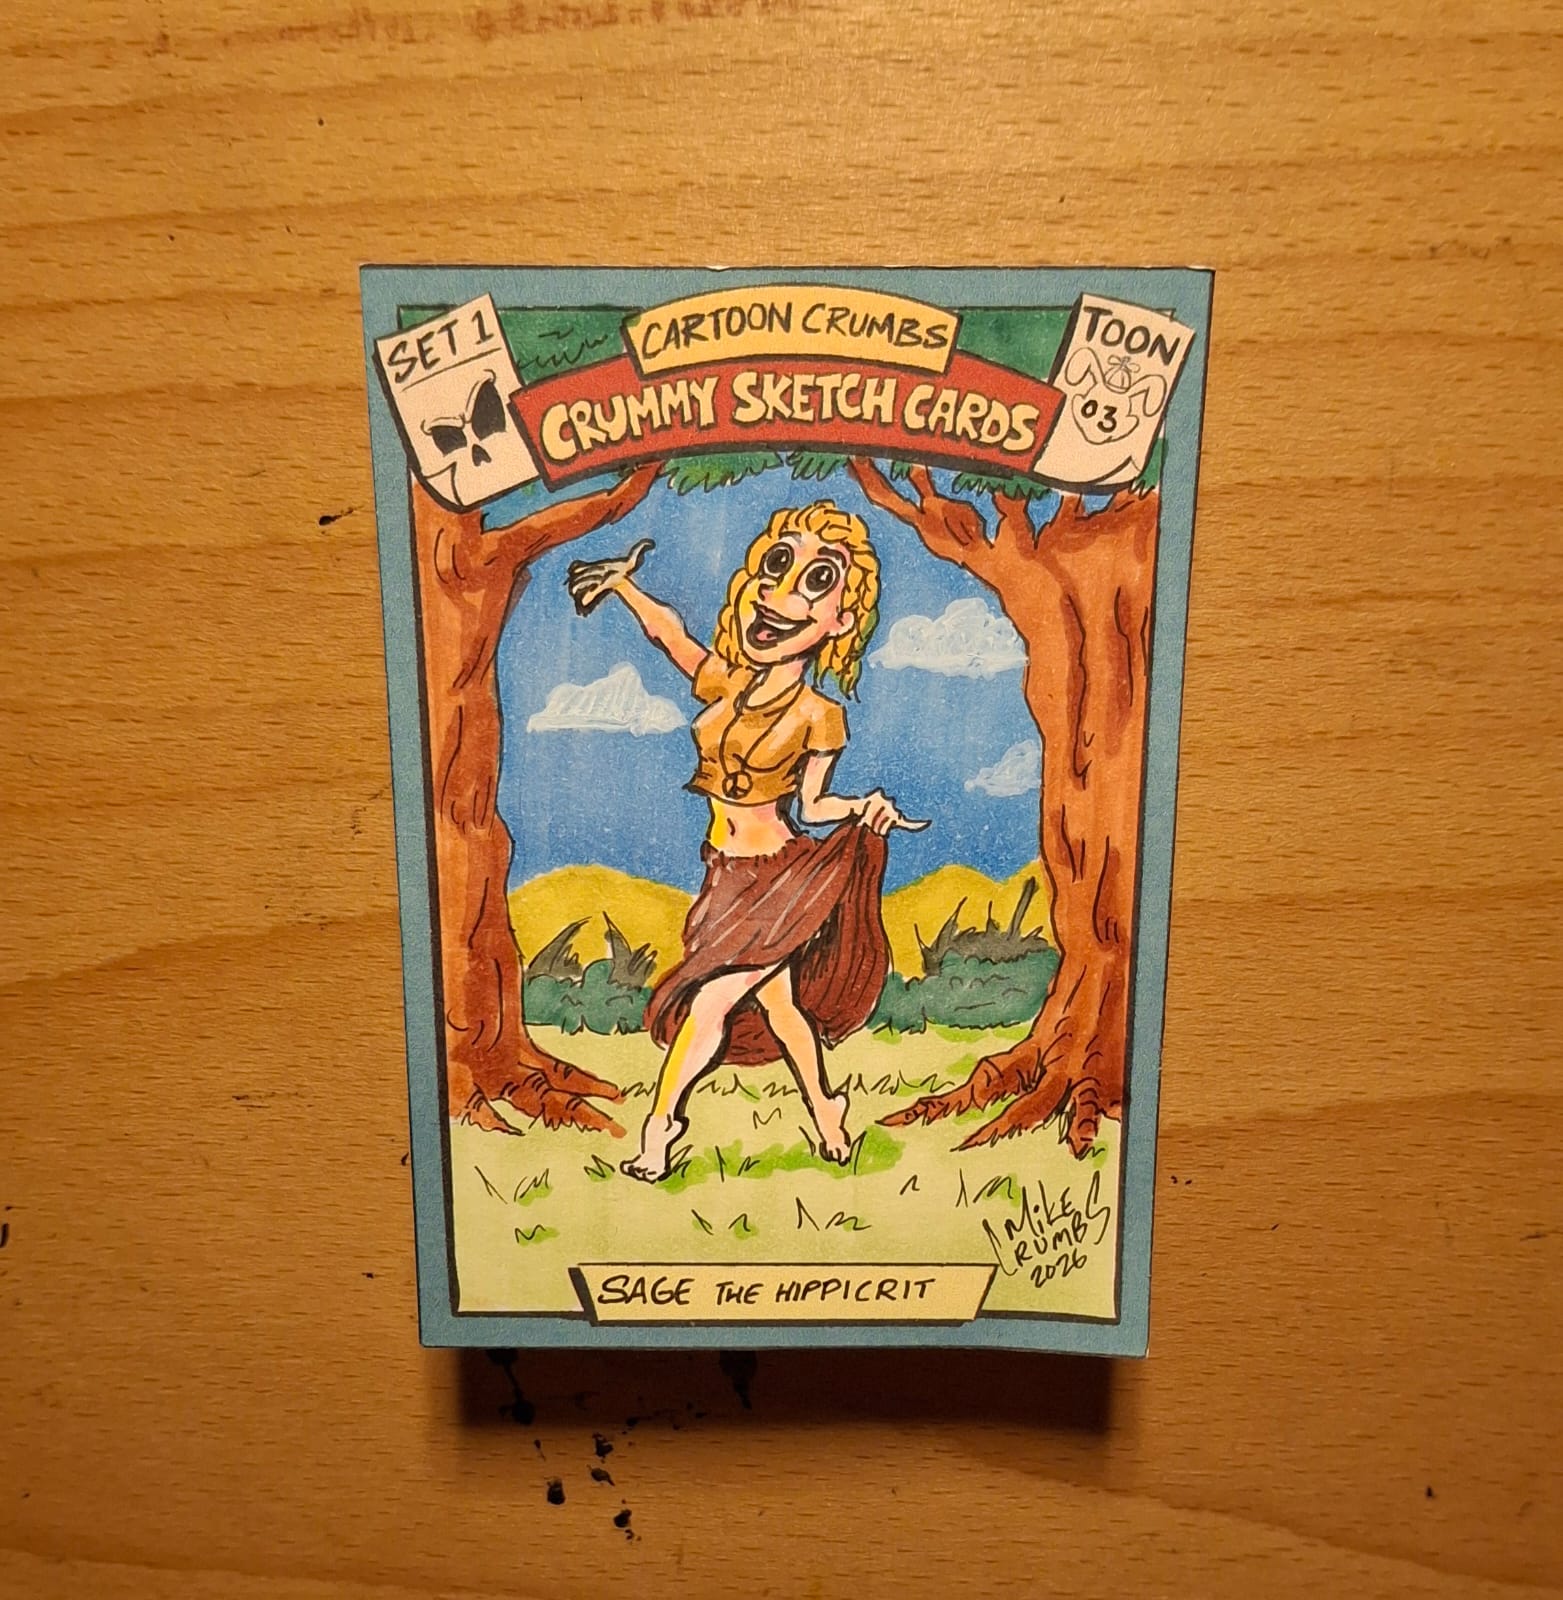 SET 1
CARTOON CRUMBS
CRUMMY SKETCH CARDS
TOON
03
SAGE THE HIPPICRIT
MIKE
CRUMBS
2026